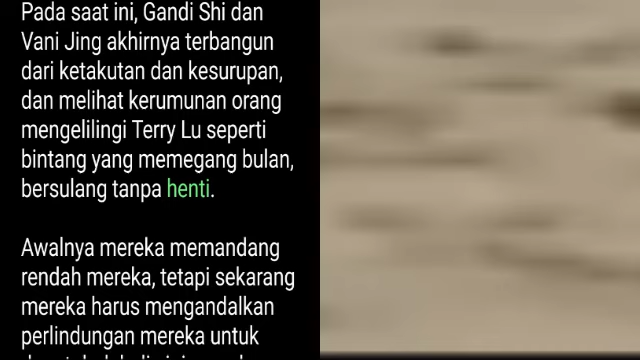 Pada saat ini, Gandi Shi dan
Vani Jing akhirnya terbangun
dari ketakutan dan kesurupan,
dan melihat kerumunan orang
mengelilingi Terry Lu seperti
bintang yang memegang bulan,
bersulang tanpa henti.
Awalnya mereka memandang
rendah mereka, tetapi sekarang
mereka harus mengandalkan
perlindungan mereka untuk